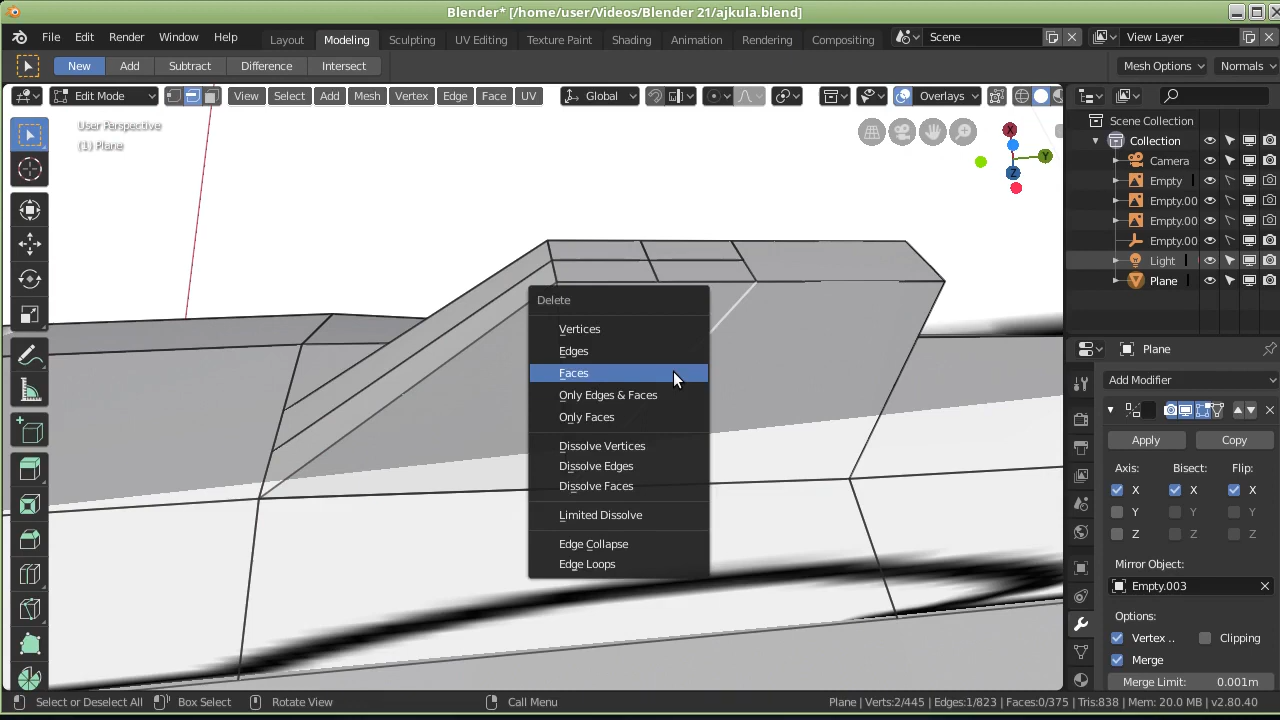 Blender* [/home/user/Videos/Blender 21/ajkula.blend]
File Edit Render Window Help Layout Modeling Sculpting UV Editing Texture Paint Shading Animation Rendering Compositing Scene View Layer
New Add Subtract Difference Intersect Mesh Options Normals
Edit Mode View Select Add Mesh Vertex Edge Face UV Global Overlays
User Perspective
(1) Plane
X
Y
Z
Delete
Vertices
Edges
Faces
Only Edges & Faces
Only Faces
Dissolve Vertices
Dissolve Edges
Dissolve Faces
Limited Dissolve
Edge Collapse
Edge Loops
Scene Collection
Collection
Camera
Empty
Empty.00
Empty.00
Empty.00
Light
Plane
Plane
Add Modifier
Apply Copy
Axis: Bisect: Flip:
X X X
Y Y Y
Z Z Z
Mirror Object:
Empty.003
Options:
Vertex .. Clipping
Merge
Merge Limit: 0.001m
Select or Deselect All Box Select Rotate View Call Menu Plane | Verts:2/445 | Edges:1/823 | Faces:0/375 | Tris:838 | Mem: 20.0 MB | v2.80.40